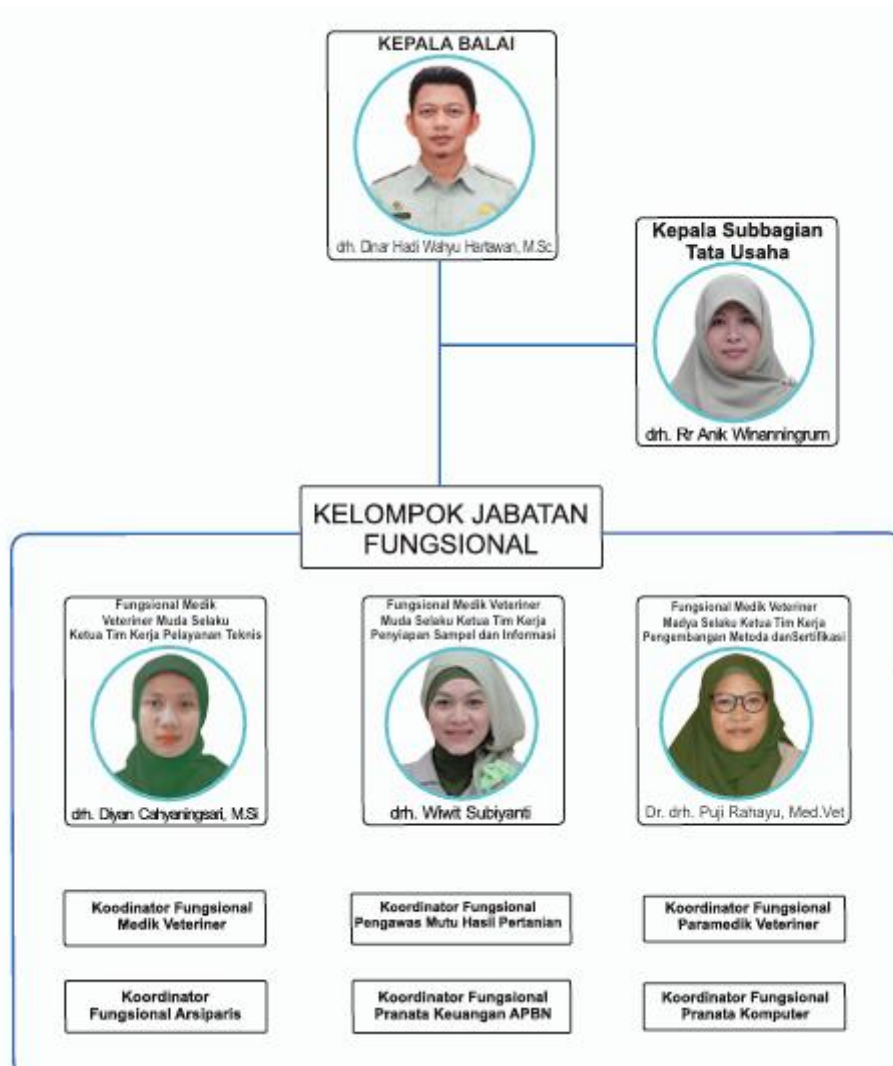 KEPALA BALAI
drh. Dinar Hadi Wahyu Hartawan, M.Sc.
Kepala Subbagian
Tata Usaha
drh. Rr Anik Winanningrum
KELOMPOK JABATAN
FUNGSIONAL
Fungsional Medik
Veteriner Muda Selaku
Ketua Tim Kerja Pelayanan Teknis
drh. Diyan Cahyaningsari, M.Si
Fungsional Medik Veteriner
Muda Selaku Ketua Tim Kerja
Penyiapan Sampel dan Informasi
drh. Wiwit Subiyanti
Fungsional Medik Veteriner
Madya Selaku Ketua Tim Kerja
Pengembangan Metoda danSertifikasi
Dr. drh. Puji Rahayu, Med.Vet
Koodinator Fungsional
Medik Veteriner
Koordinator Fungsional
Pengawas Mutu Hasil Pertanian
Koordinator Fungsional
Paramedik Veteriner
Koordinator
Fungsional Arsiparis
Koordinator Fungsional
Pranata Keuangan APBN
Koordinator Fungsional
Pranata Komputer